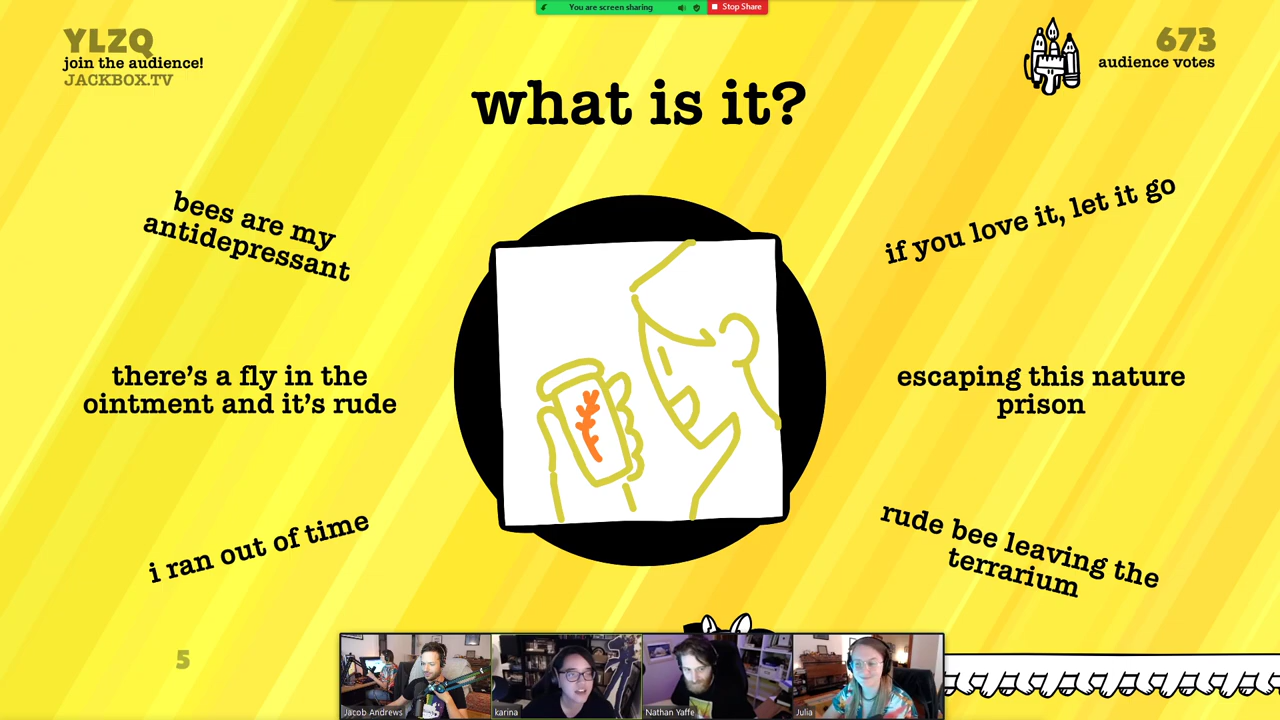 You are screen sharing
Stop Share
YLZQ
join the audience!
JACKBOX.TV
673
audience votes
what is it?
bees are my
antidepressant
if you love it, let it go
there's a fly in the
ointment and it's rude
escaping this nature
prison
i ran out of time
rude bee leaving the
terrarium
5
Jacob Andrews
karina
Nathan Yaffe
Julia